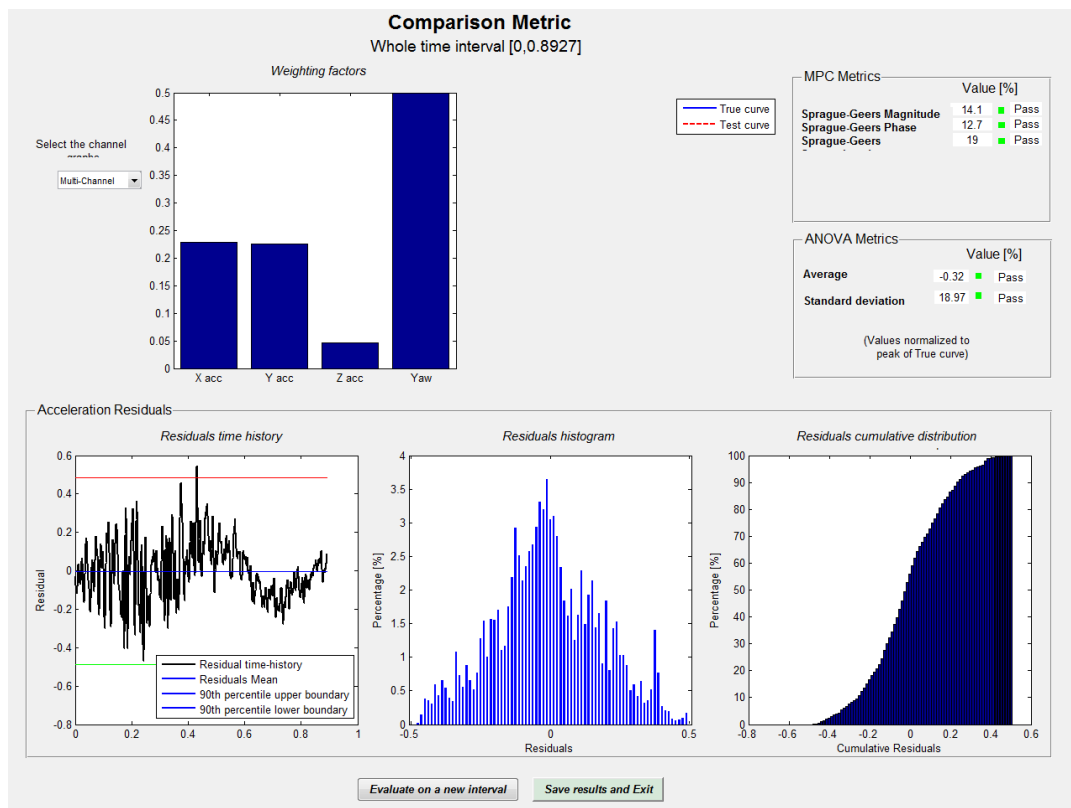 Comparison Metric
Whole time interval [0,0.8927]
Weighting factors
Select the channel
Multi-Channel
0.5
0.45
0.4
0.35
0.3
0.25
0.2
0.15
0.1
0.05
0
X acc Y acc Z acc Yaw
True curve
Test curve
MPC Metrics
Value [%]
Sprague-Geers Magnitude 14.1 Pass
Sprague-Geers Phase 12.7 Pass
Sprague-Geers 19 Pass
ANOVA Metrics
Value [%]
Average -0.32 Pass
Standard deviation 18.97 Pass
(Values normalized to
peak of True curve)
Acceleration Residuals
Residuals time history
Residual
0.6
0.4
0.2
0
-0.2
-0.4
-0.6
-0.8
0 0.2 0.4 0.6 0.8 1
Residual time-history
Residuals Mean
90th percentile upper boundary
90th percentile lower boundary
Residuals histogram
Percentage [%]
4
3.5
3
2.5
2
1.5
1
0.5
0
-0.5 0 0.5
Residuals
Residuals cumulative distribution
Percentage [%]
100
90
80
70
60
50
40
30
20
10
0
-0.8 -0.6 -0.4 -0.2 0 0.2 0.4 0.6
Cumulative Residuals
Evaluate on a new interval
Save results and Exit